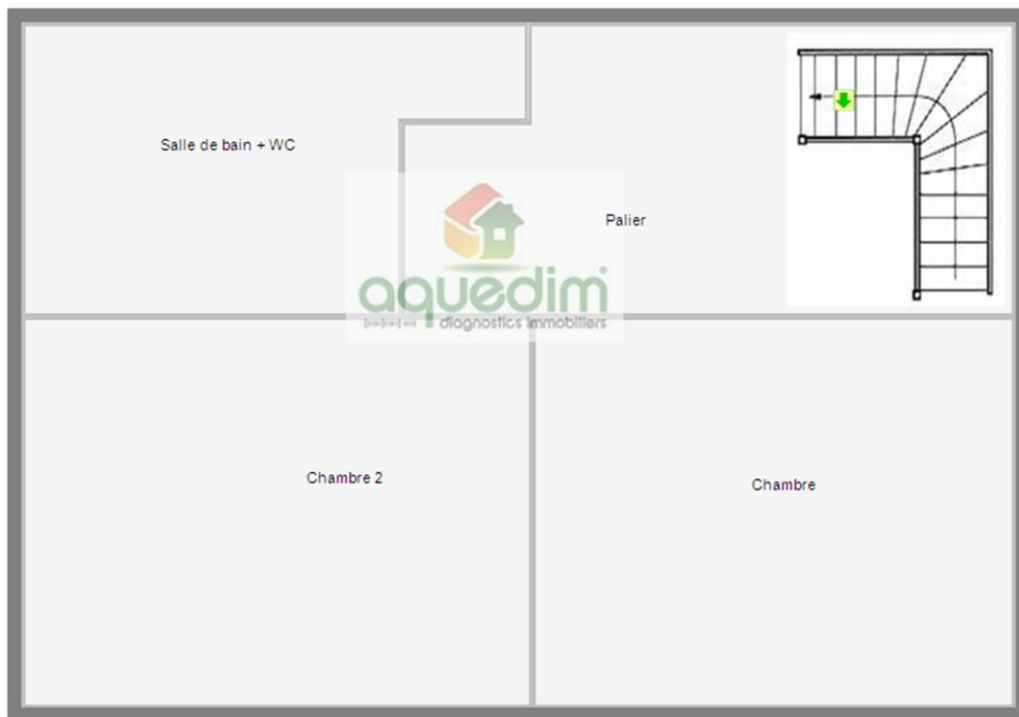 Salle de bain + WC
Palier
aquedim
diagnostics immobiliers
Chambre 2
Chambre